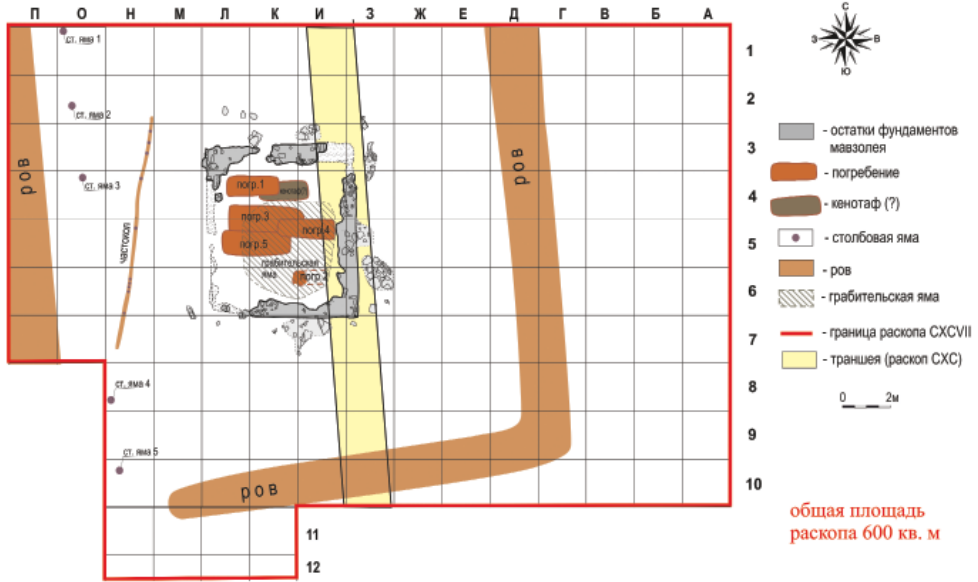 П О Н М Л К И З Ж Е Д Г В Б А
С
З В
Ю
1
2
3
4
5
6
7
8
9
10
11
12
ст. яма 1
ст. яма 2
ст. яма 3
ст. яма 4
ст. яма 5
ров
частокол
погр.1
кенотаф(?)
погр.3
погр.4
погр.5
грабительская
яма
погр.
ров
ров
- остатки фундаментов
мавзолея
- погребение
- кенотаф (?)
- столбовая яма
- ров
- грабительская яма
- граница раскопа CXCVII
- траншея (раскоп CXC)
0 2м
общая площадь
раскопа 600 кв. м